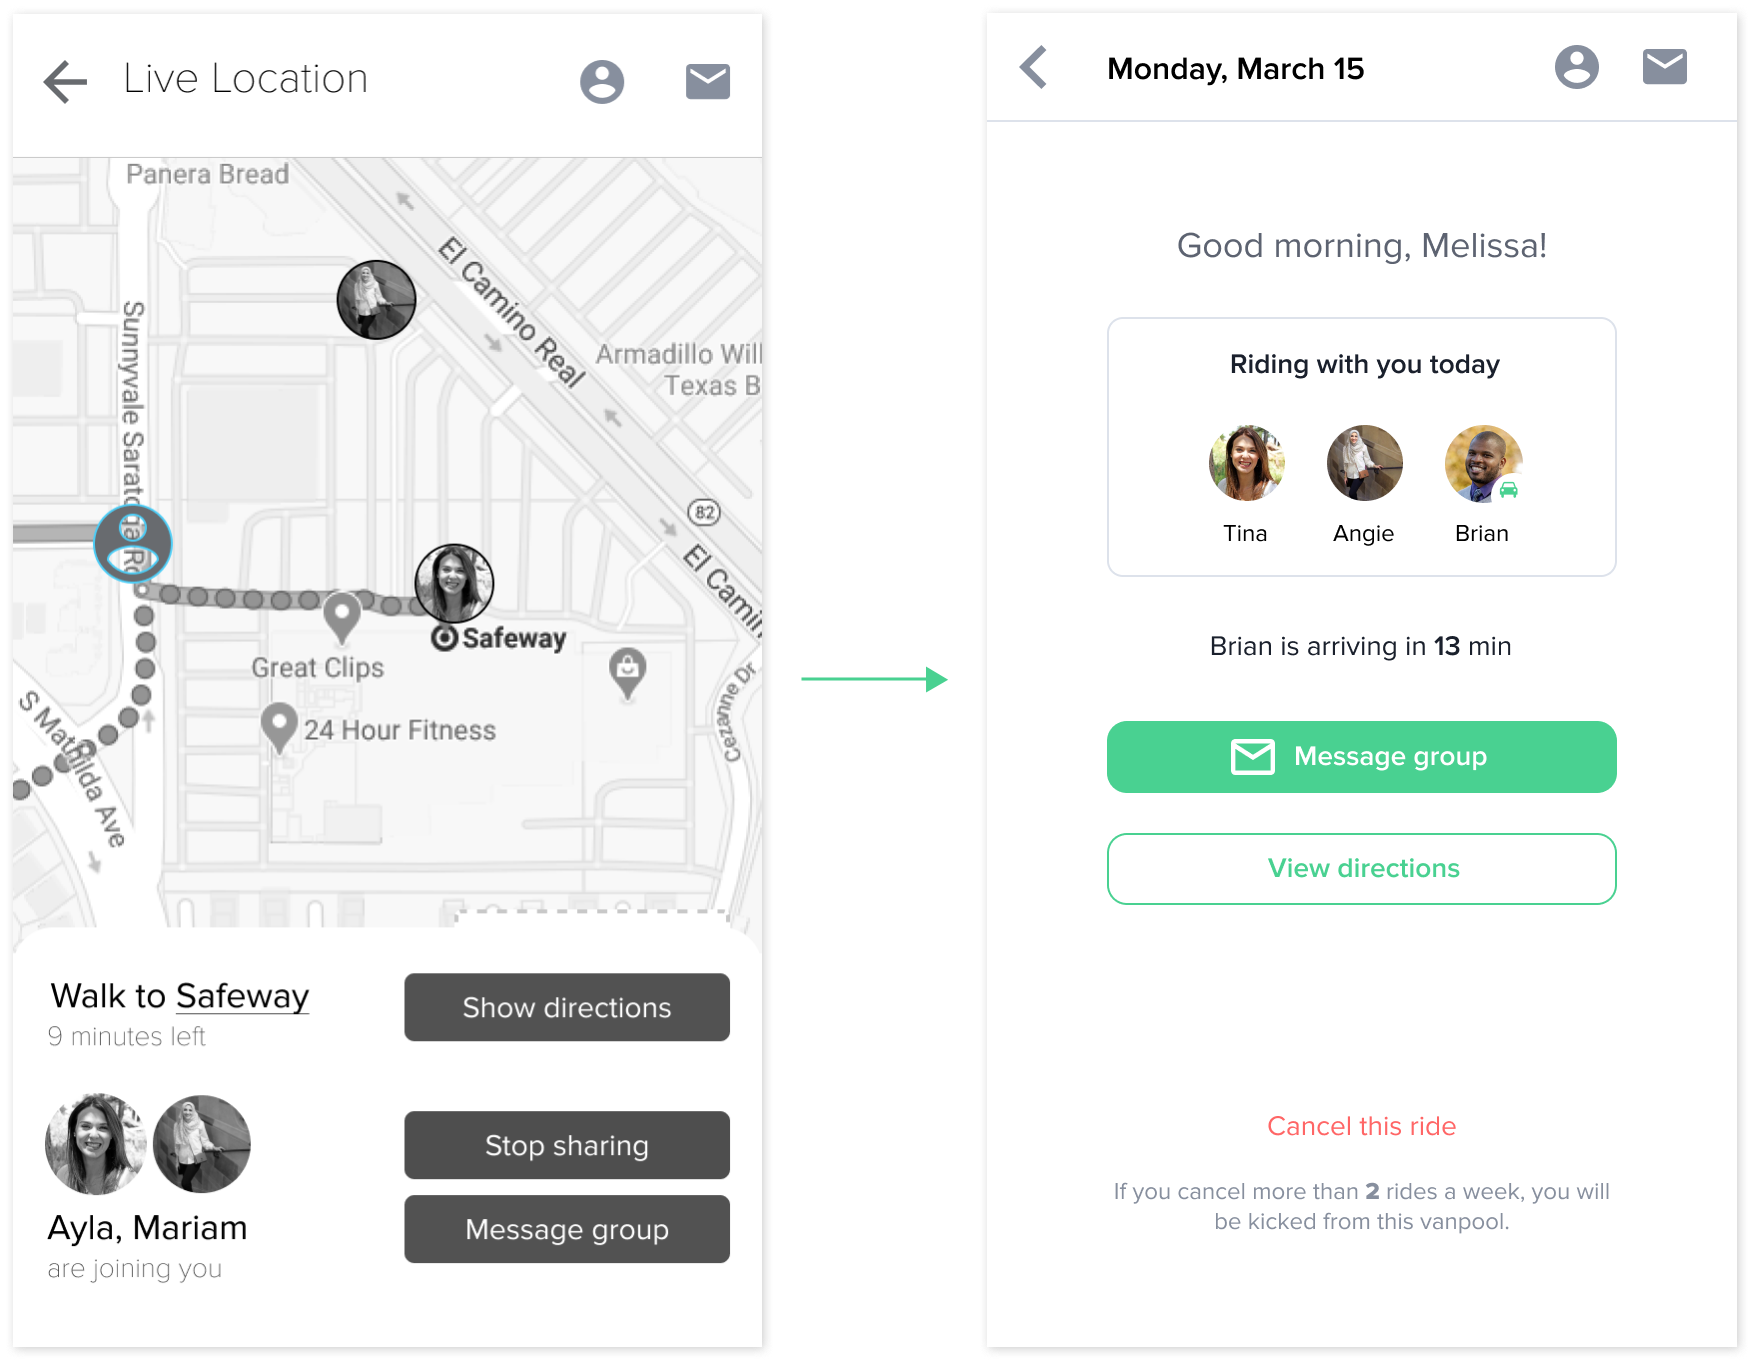 Live Location
Panera Bread
El Camino Real
Sunnyvale Saratoga Rd
Armadillo Will
Texas B
82
El Camin
Safeway
Great Clips
24 Hour Fitness
S Mathilda Ave
Cezanne Dr
Walk to Safeway
9 minutes left
Show directions
Stop sharing
Ayla, Mariam
are joining you
Message group
Monday, March 15
Good morning, Melissa!
Riding with you today
Tina
Angie
Brian
Brian is arriving in 13 min
Message group
View directions
Cancel this ride
If you cancel more than 2 rides a week, you will
be kicked from this vanpool.